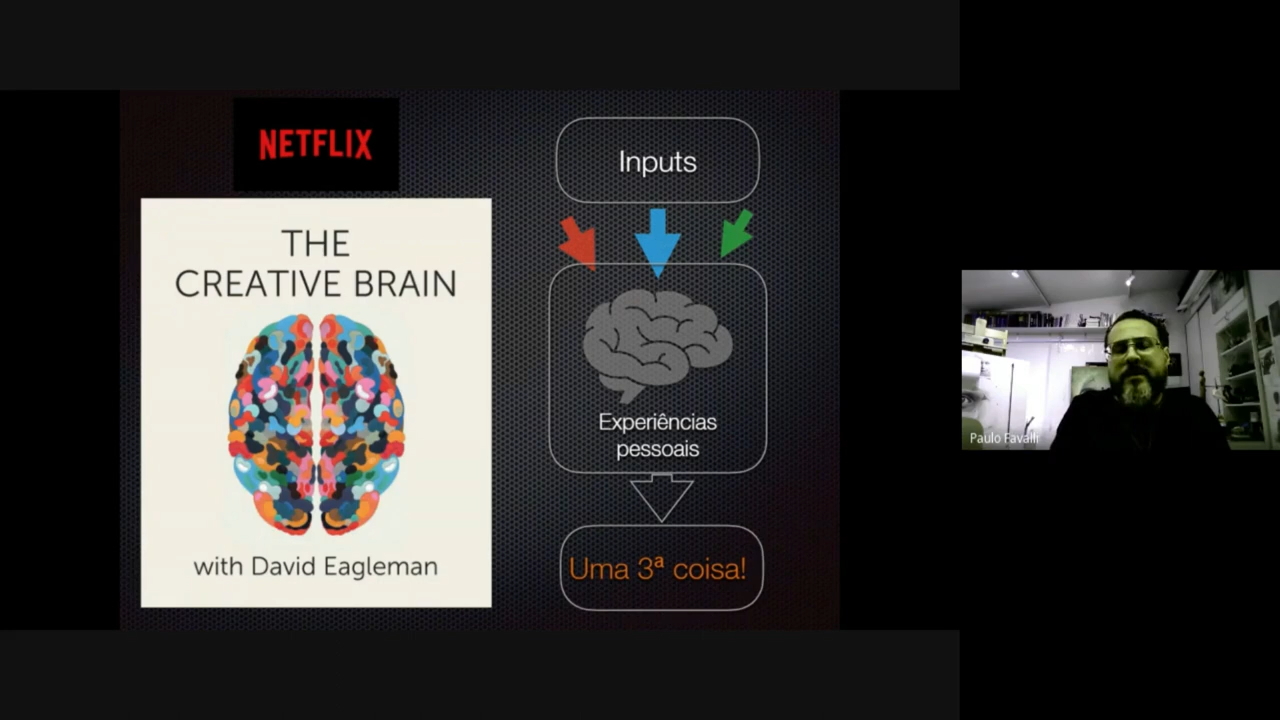 NETFLIX
THE
CREATIVE BRAIN
with David Eagleman
Inputs
Experiências
pessoais
Uma 3ª coisa!
Paulo Favalli